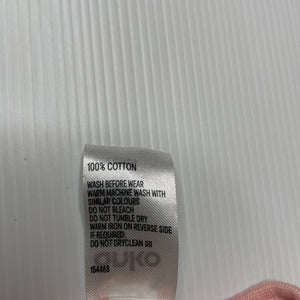 100% COTTON
WASH BEFORE WEAR
WARM MACHINE WASH WITH
SIMILAR COLOURS
DO NOT BLEACH
DO NOT TUMBLE DRY
WARM IRON ON REVERSE SIDE
IF REQUIRED
DO NOT DRYCLEAN
anko
154468